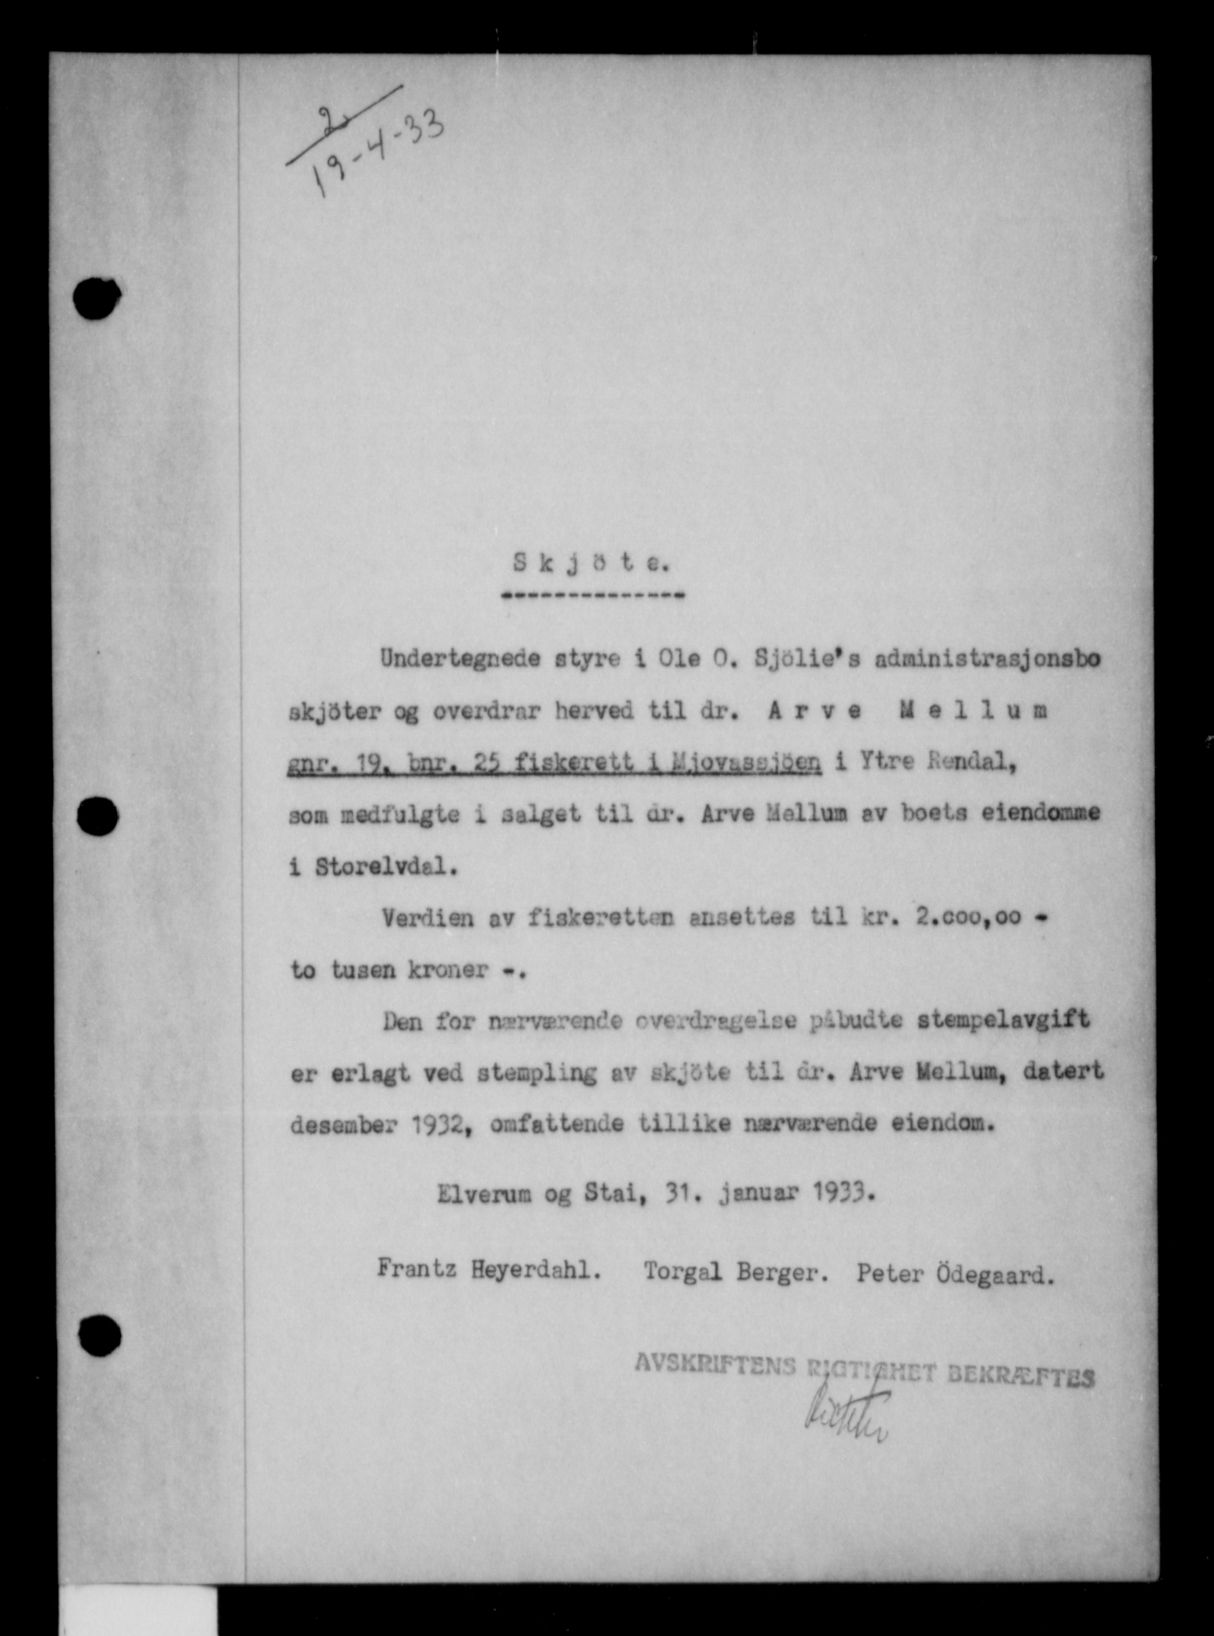 2
19-4-33
Skjöte.
--------------
Undertegnede styre i Ole O. Sjölie's administrasjonsbo
skjöter og overdrar herved til dr. Arve Mellum
gnr. 19, bnr. 25 fiskerett i Mjovassjöen i Ytre Rendal,
som medfulgte i salget til dr. Arve Mellum av boets eiendomme
i Storelvdal.
Verdien av fiskeretten ansettes til kr. 2.000,00 -
to tusen kroner -.
Den for nærværende overdragelse påbudte stempelavgift
er erlagt ved stempling av skjöte til dr. Arve Mellum, datert
desember 1932, omfattende tillike nærværende eiendom.
Elverum og Stai, 31. januar 1933.
Frantz Heyerdahl. Torgal Berger. Peter Ödegaard.
AVSKRIFTENS RIGTIGHET BEKRÆFTES